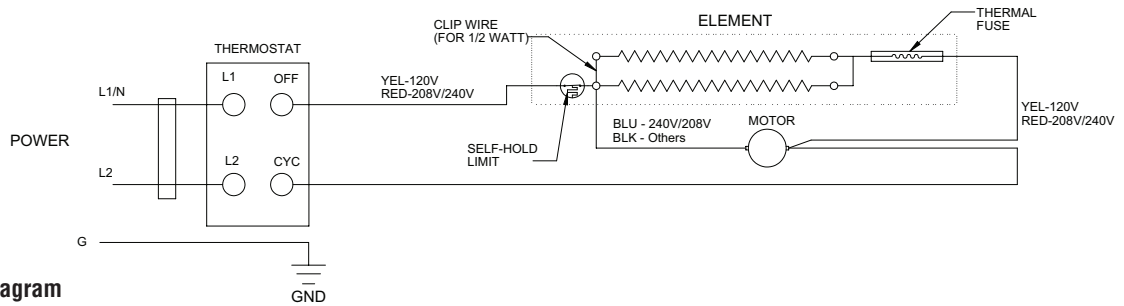 CLIP WIRE
(FOR 1/2 WATT)
ELEMENT
THERMAL
FUSE
THERMOSTAT
L1
OFF
YEL-120V
RED-208V/240V
L1/N
POWER
SELF-HOLD
LIMIT
BLU - 240V/208V
BLK - Others
MOTOR
YEL-120V
RED-208V/240V
L2
CYC
L2
G
GND
agram